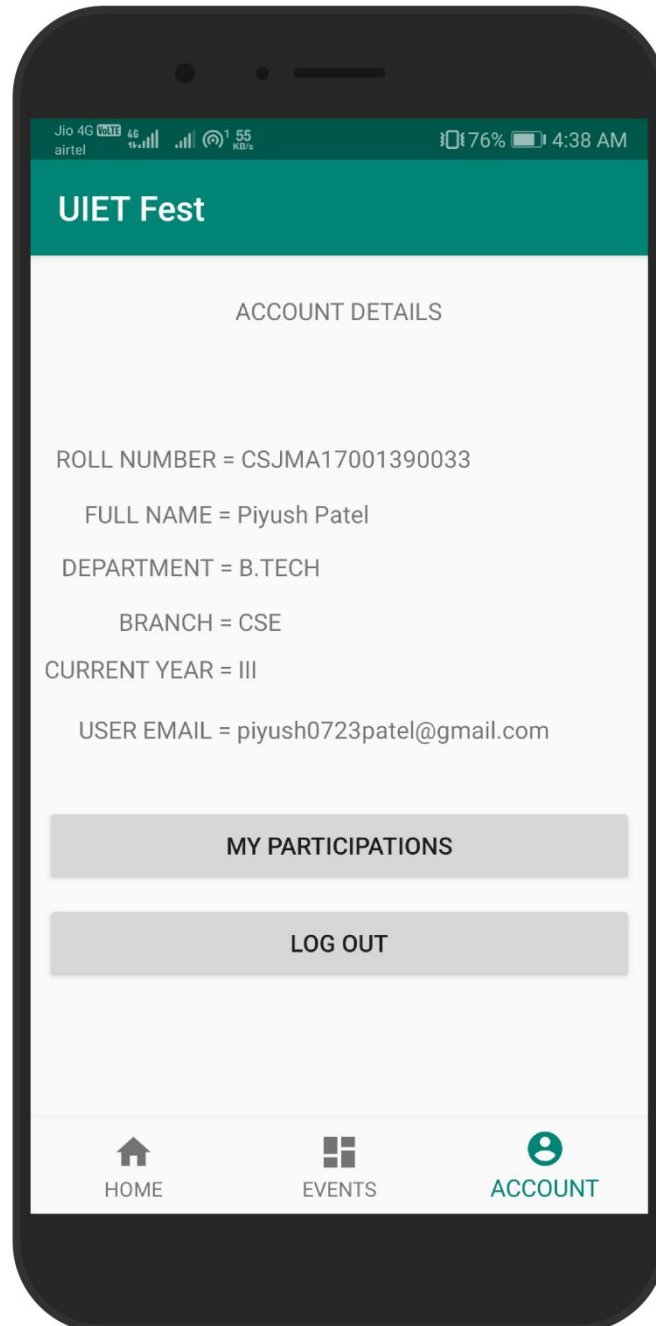 Jio 4G VoLTE 4G 1 55 KB/s 76% 4:38 AM
airtel
UIET Fest
ACCOUNT DETAILS
ROLL NUMBER = CSJMA17001390033
FULL NAME = Piyush Patel
DEPARTMENT = B.TECH
BRANCH = CSE
CURRENT YEAR = III
USER EMAIL = piyush0723patel@gmail.com
MY PARTICIPATIONS
LOG OUT
HOME EVENTS ACCOUNT